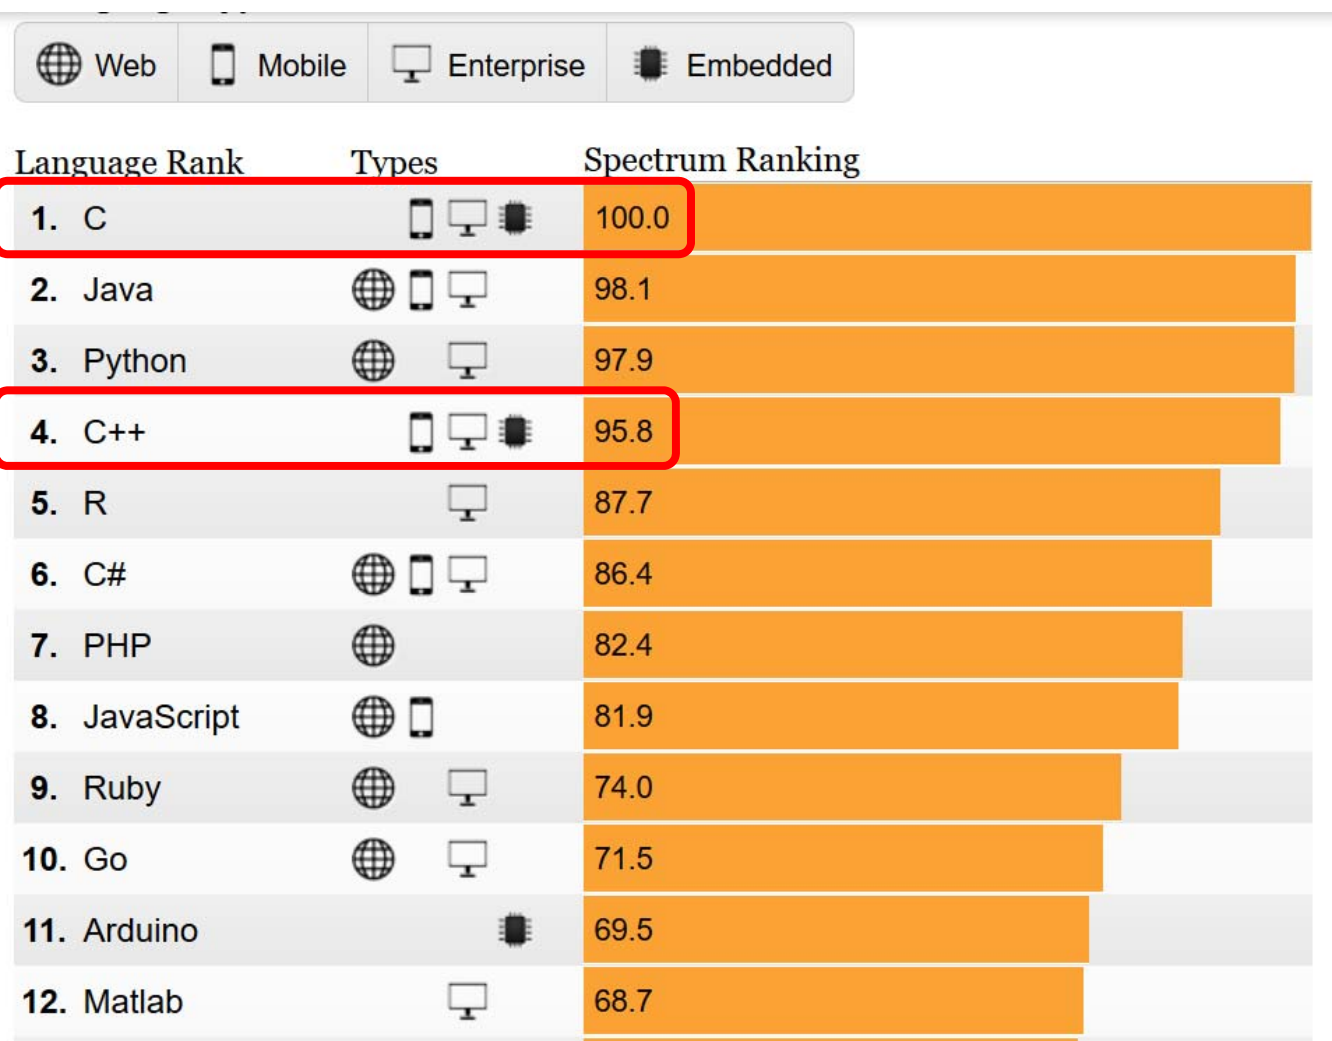 Web Mobile Enterprise Embedded
Language Rank Types Spectrum Ranking
1. C 100.0
2. Java 98.1
3. Python 97.9
4. C++ 95.8
5. R 87.7
6. C# 86.4
7. PHP 82.4
8. JavaScript 81.9
9. Ruby 74.0
10. Go 71.5
11. Arduino 69.5
12. Matlab 68.7